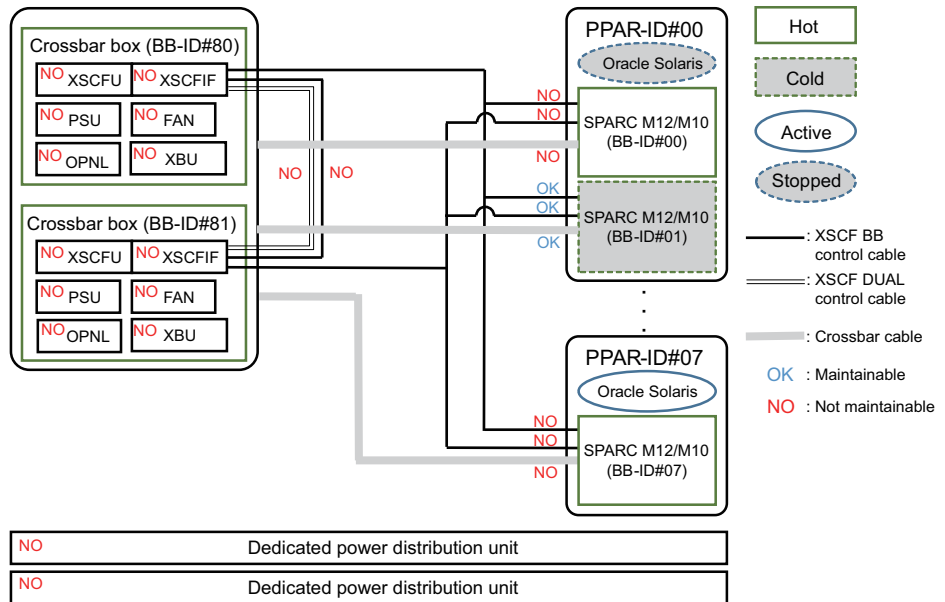 Crossbar box (BB-ID#80)
NO XSCFU
NO XSCFIF
NO PSU
NO FAN
NO OPNL
NO XBU
NO
NO
Crossbar box (BB-ID#81)
NO XSCFU
NO XSCFIF
NO PSU
NO FAN
NO OPNL
NO XBU
PPAR-ID#00
Oracle Solaris
NO
NO
NO
SPARC M12/M10
(BB-ID#00)
OK
OK
OK
SPARC M12/M10
(BB-ID#01)
PPAR-ID#07
Oracle Solaris
NO
NO
NO
SPARC M12/M10
(BB-ID#07)
Hot
Cold
Active
Stopped
: XSCF BB
control cable
: XSCF DUAL
control cable
: Crossbar cable
OK : Maintainable
NO : Not maintainable
NO Dedicated power distribution unit
NO Dedicated power distribution unit